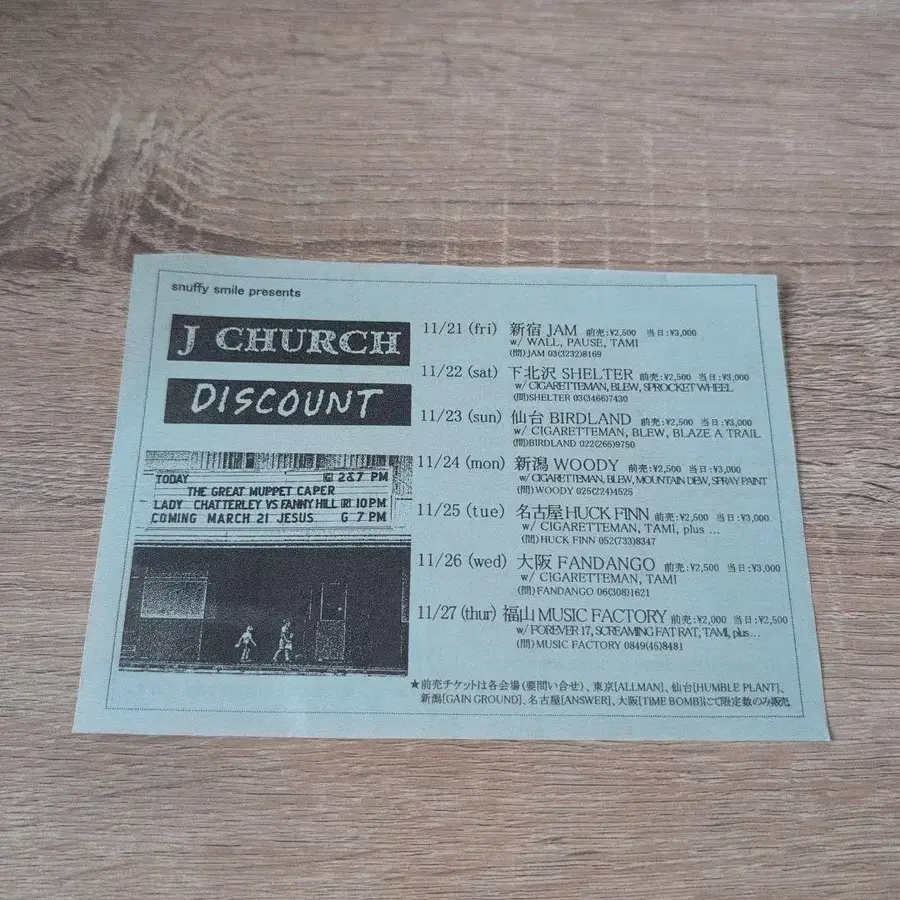 snuffy smile presents
J CHURCH
DISCOUNT
TODAY G 2&7 PM
THE GREAT MUPPET CAPER
LADY CHATTERLEY VS FANNY HILL R 10 PM
COMING MARCH 21 JESUS G 7 PM
11/21 (fri) 新宿 JAM 前売:¥2,500 当日:¥3,000
w/ WALL, PAUSE, TAMI
(問)JAM 03(3232)8169
11/22 (sat) 下北沢 SHELTER 前売:¥2,500 当日:¥3,000
w/ CIGARETTEMAN, BLEW, SPROCKET WHEEL
(問)SHELTER 03(3466)7430
11/23 (sun) 仙台 BIRDLAND 前売:¥2,500 当日:¥3,000
w/ CIGARETTEMAN, BLEW, BLAZE A TRAIL
(問)BIRDLAND 022(265)9750
11/24 (mon) 新潟 WOODY 前売:¥2,500 当日:¥3,000
w/ CIGARETTEMAN, BLEW, MOUNTAIN DEW, SPRAY PAINT
(問)WOODY 025(224)4525
11/25 (tue) 名古屋 HUCK FINN 前売:¥2,500 当日:¥3,000
w/ CIGARETTEMAN, TAMI, plus ...
(問)HUCK FINN 052(733)8347
11/26 (wed) 大阪 FANDANGO 前売:¥2,500 当日:¥3,000
w/ CIGARETTEMAN, TAMI
(問)FANDANGO 06(308)1621
11/27 (thur) 福山 MUSIC FACTORY 前売:¥2,000 当日:¥2,500
w/ FOREVER 17, SCREAMING FAT RAT, TAMI, plus...
(問)MUSIC FACTORY 0849(45)8481
★前売チケットは各会場(要問い合せ)、東京[ALLMAN]、仙台[HUMBLE PLANT]、
新潟[GAIN GROUND]、名古屋[ANSWER]、大阪[TIME BOMB]にて限定数のみ販売